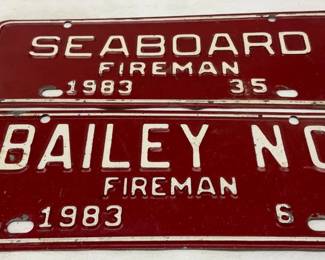 SEABOARD
FIREMAN
1983 35
BAILEY NC
FIREMAN
1983 6